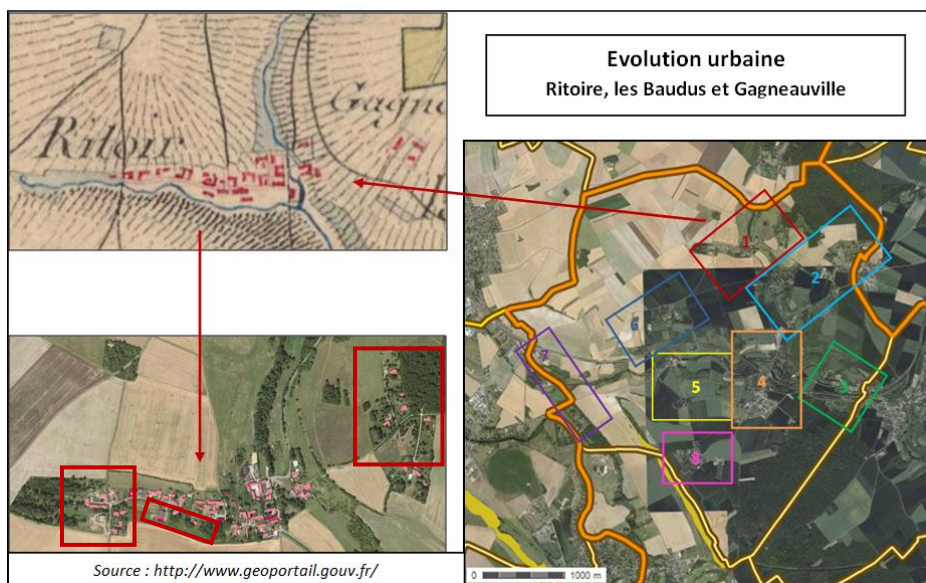 Evolution urbaine
Ritoire, les Baudus et Gagneauville
Ritoir
Gagne
1
2
3
4
5
6
7
8
0 1000 m
Source : http://www.geoportail.gouv.fr/